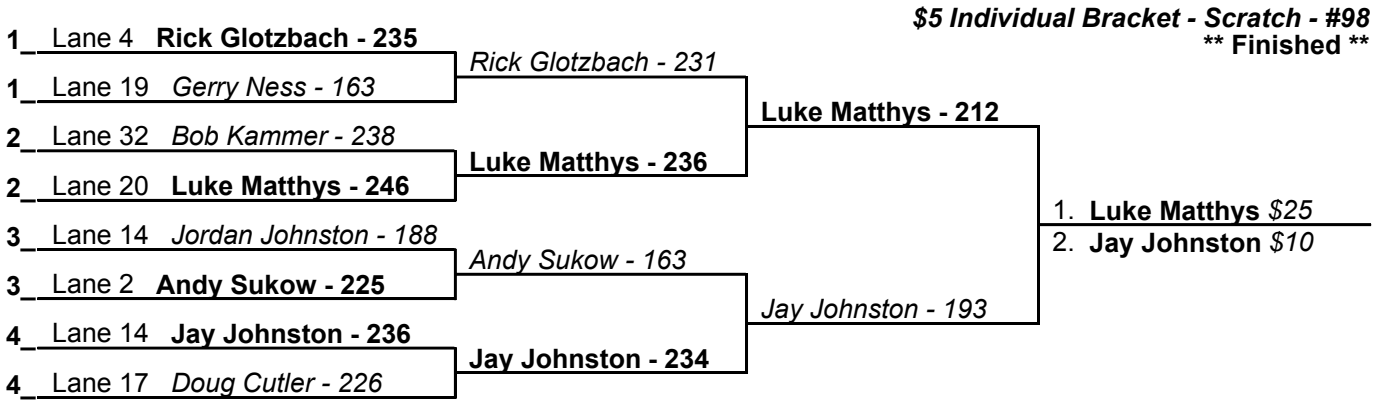 $5 Individual Bracket - Scratch - #98
** Finished **
1_ Lane 4 Rick Glotzbach - 235
Rick Glotzbach - 231
1_ Lane 19 Gerry Ness - 163
Luke Matthys - 212
2_ Lane 32 Bob Kammer - 238
Luke Matthys - 236
2_ Lane 20 Luke Matthys - 246
1. Luke Matthys $25
3_ Lane 14 Jordan Johnston - 188
2. Jay Johnston $10
Andy Sukow - 163
3_ Lane 2 Andy Sukow - 225
Jay Johnston - 193
4_ Lane 14 Jay Johnston - 236
Jay Johnston - 234
4_ Lane 17 Doug Cutler - 226